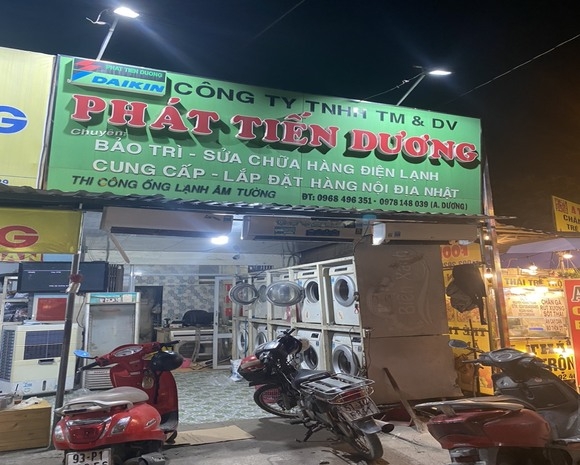 PHÁT TIẾN DƯƠNG
DAIKIN
CÔNG TY TNHH TM & DV
PHÁT TIẾN DƯƠNG
Chuyên:
BẢO TRÌ - SỬA CHỮA HÀNG ĐIỆN LẠNH
CUNG CẤP - LẮP ĐẶT HÀNG NỘI ĐỊA NHẬT
THI CÔNG ỐNG LẠNH ÂM TƯỜNG
ĐT: 0968 496 351 - 0978 148 039 (A. DƯƠNG)
CHÂN GÀ
93-P1